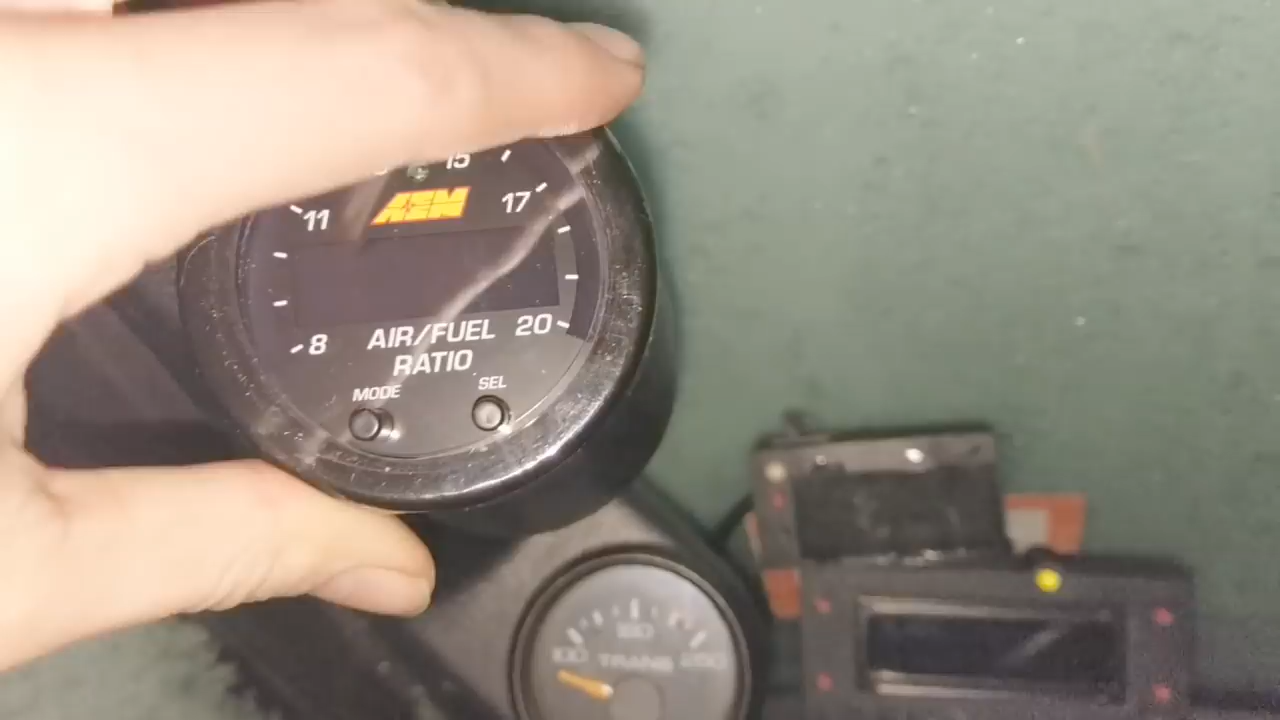 15
11 AEM 17
8 AIR/FUEL 20
RATIO
MODE SEL
100 TRANS 250